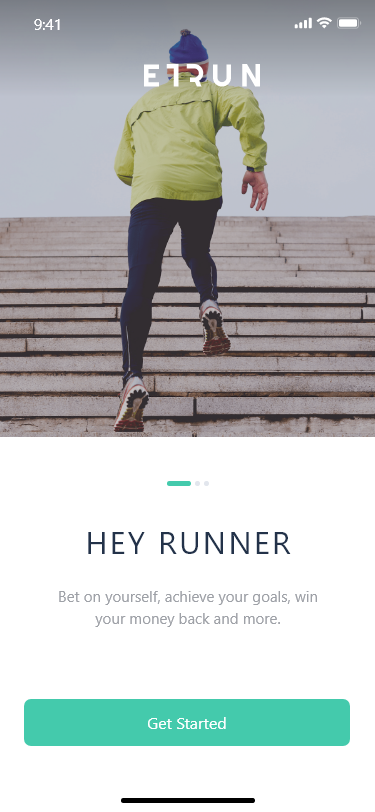 9:41
ETRUN
HEY RUNNER
Bet on yourself, achieve your goals, win
your money back and more.
Get Started